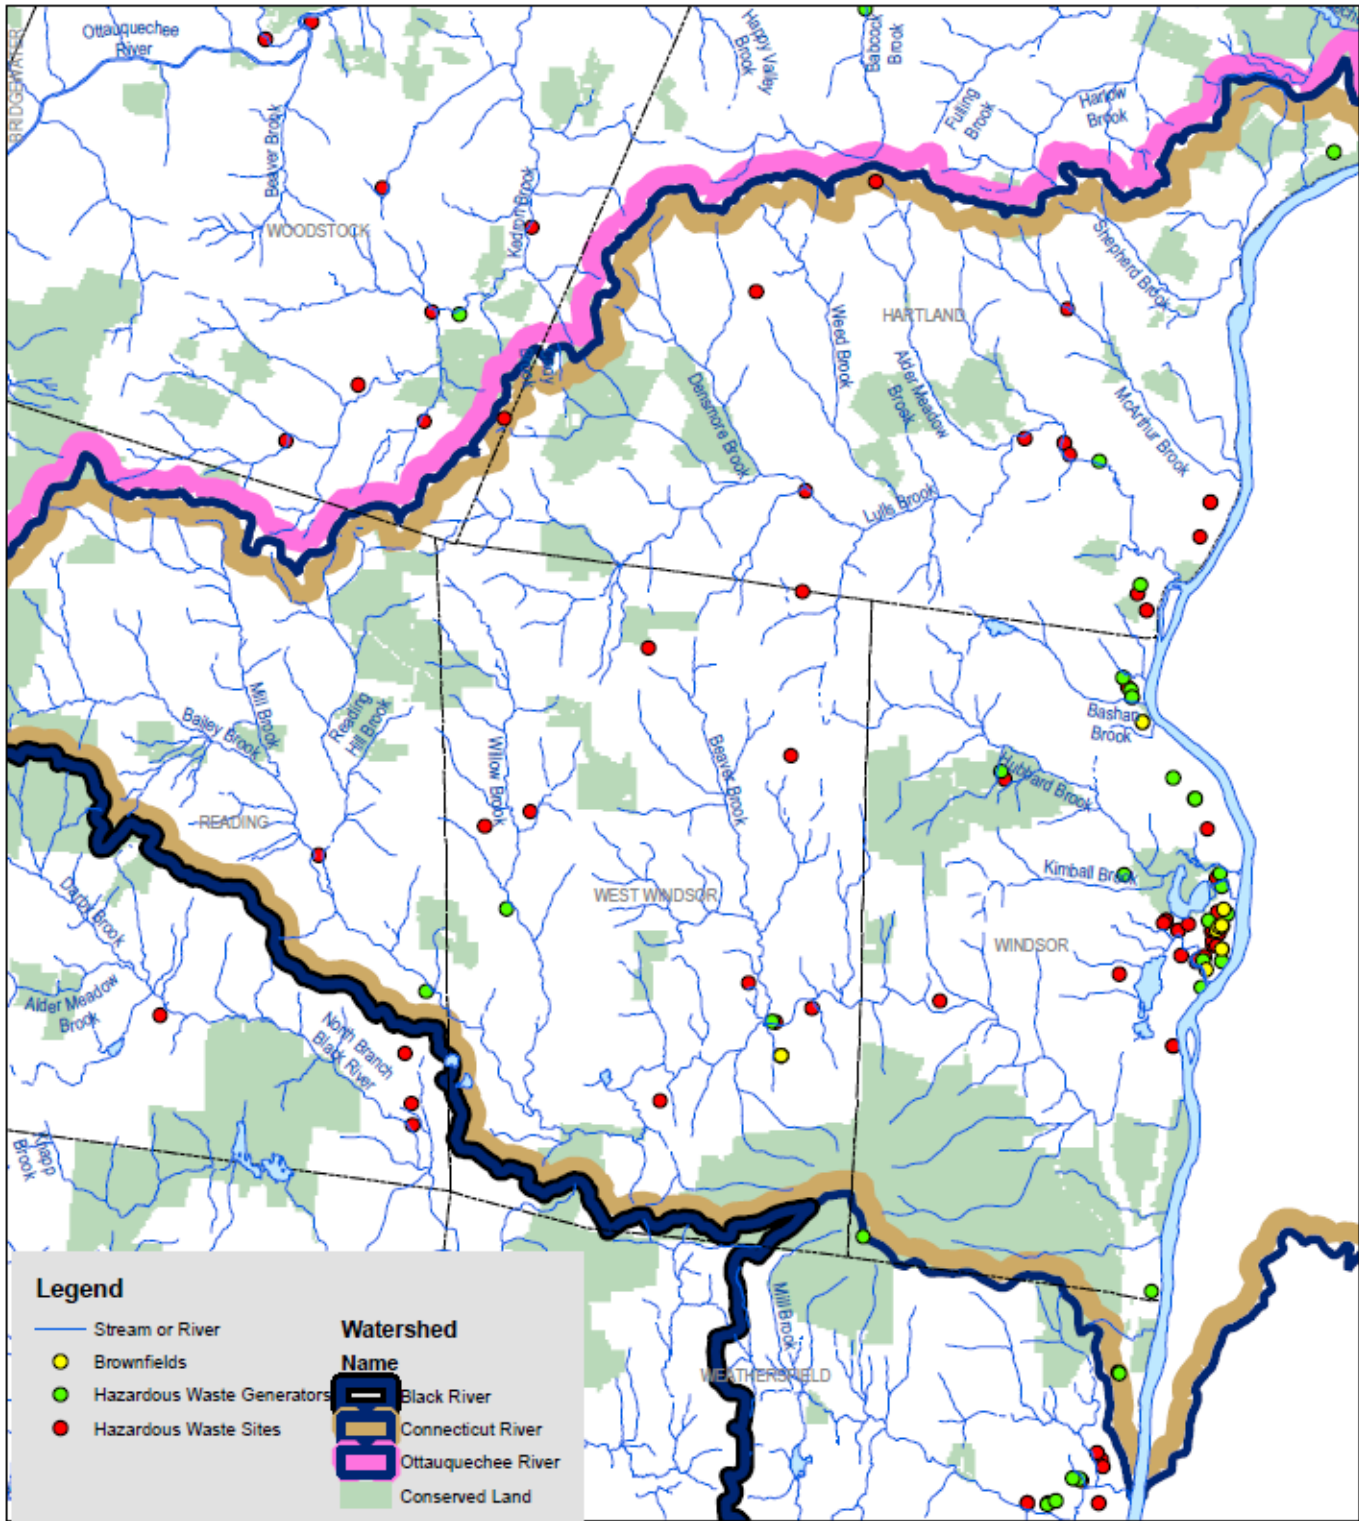 Ottauquechee
River
BRIDGEWATER
Beaver Brook
WOODSTOCK
Kedron Brook
Happy Valley
Brook
Babcock
Brook
Fulling
Brook
Harlow
Brook
Shepherd Brook
HARTLAND
Weed Brook
Alder Meadow
Brook
Densmore Brook
McArthur Brook
Lulls Brook
Mill Brook
Bailey Brook
Reading
Hill Brook
READING
Willow Brook
Beaver Brook
Bashan
Brook
Hubbard Brook
Kimball Brook
WEST WINDSOR
WINDSOR
Darby Brook
Alder Meadow
Brook
North Branch
Black River
Knapp
Brook
Mill Brook
WEATHERSFIELD
Legend
Stream or River
Brownfields
Hazardous Waste Generators
Hazardous Waste Sites
Watershed
Name
Black River
Connecticut River
Ottauquechee River
Conserved Land